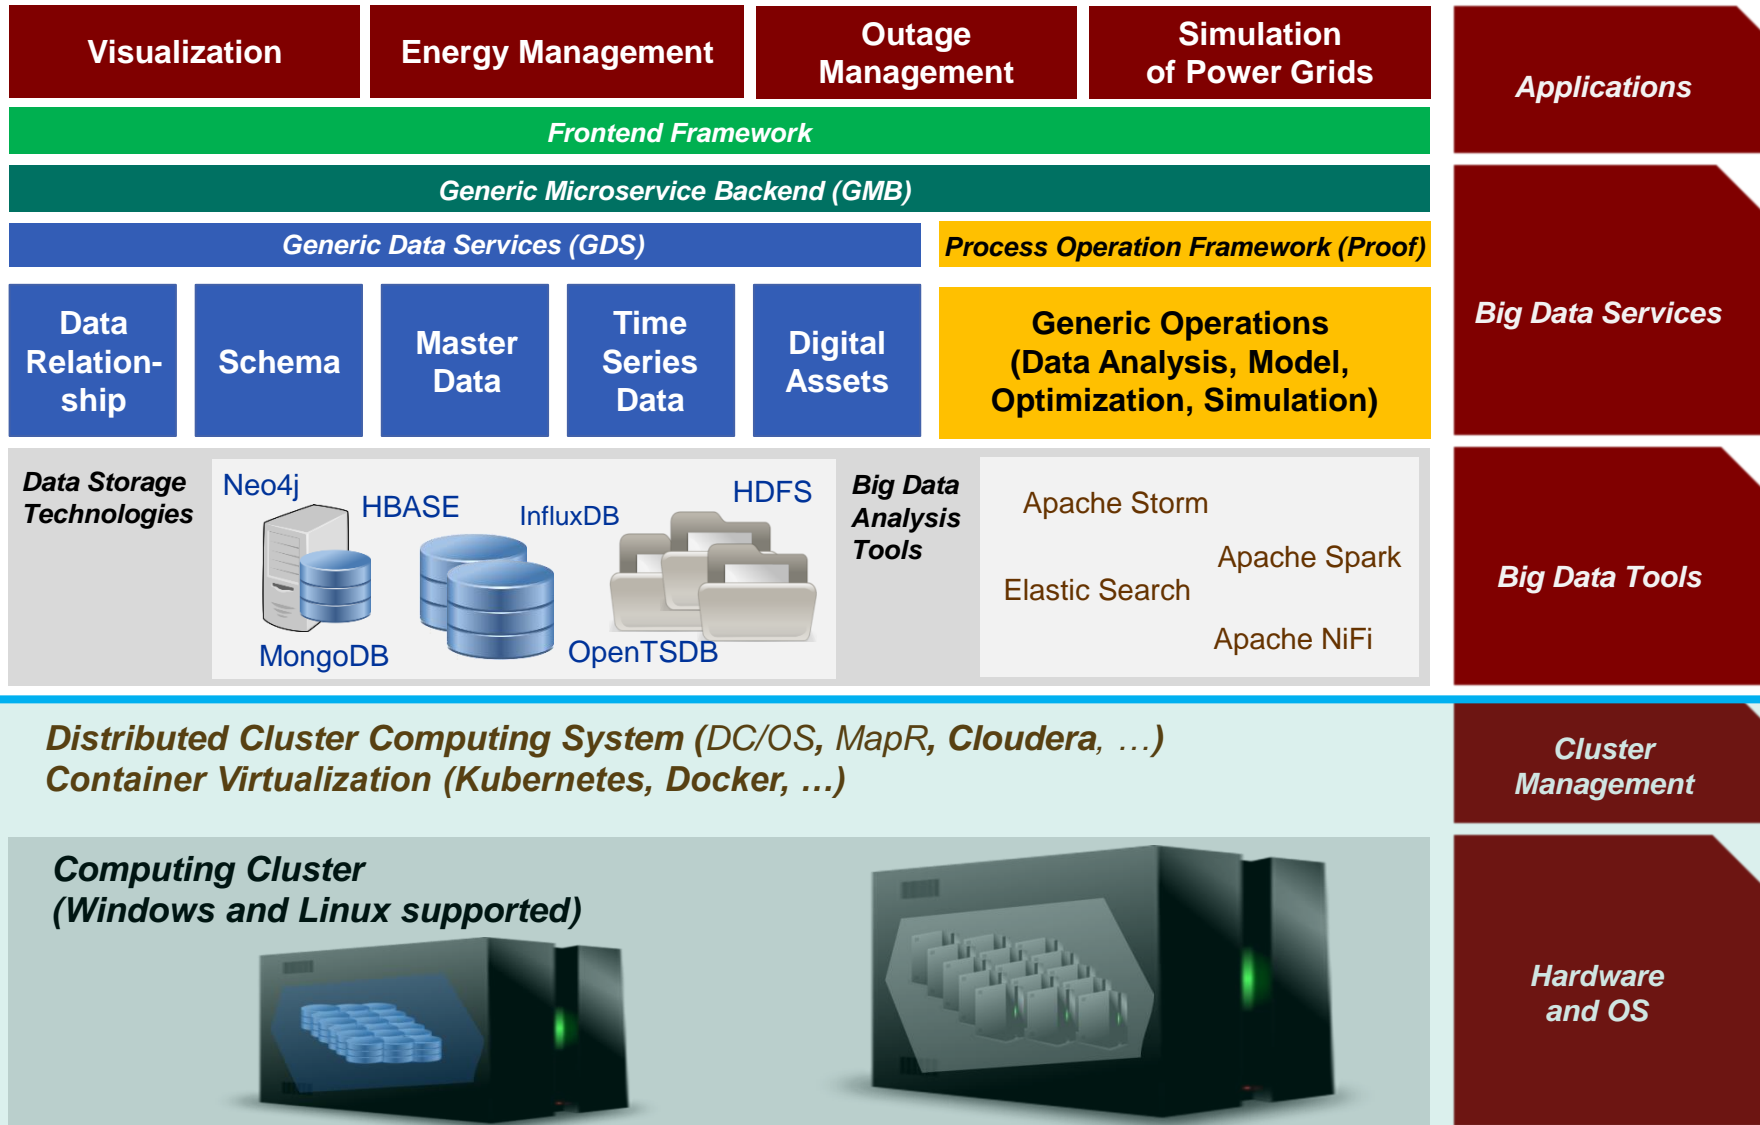 Visualization
Energy Management
Outage
Management
Simulation
of Power Grids
Applications
Frontend Framework
Generic Microservice Backend (GMB)
Generic Data Services (GDS)
Process Operation Framework (Proof)
Data
Relation-
ship
Schema
Master
Data
Time
Series
Data
Digital
Assets
Generic Operations
(Data Analysis, Model,
Optimization, Simulation)
Big Data Services
Data Storage
Technologies
Neo4j
HBASE
InfluxDB
HDFS
MongoDB
OpenTSDB
Big Data
Analysis
Tools
Apache Storm
Apache Spark
Elastic Search
Apache NiFi
Big Data Tools
Distributed Cluster Computing System (DC/OS, MapR, Cloudera, …)
Container Virtualization (Kubernetes, Docker, …)
Cluster
Management
Computing Cluster
(Windows and Linux supported)
Hardware
and OS